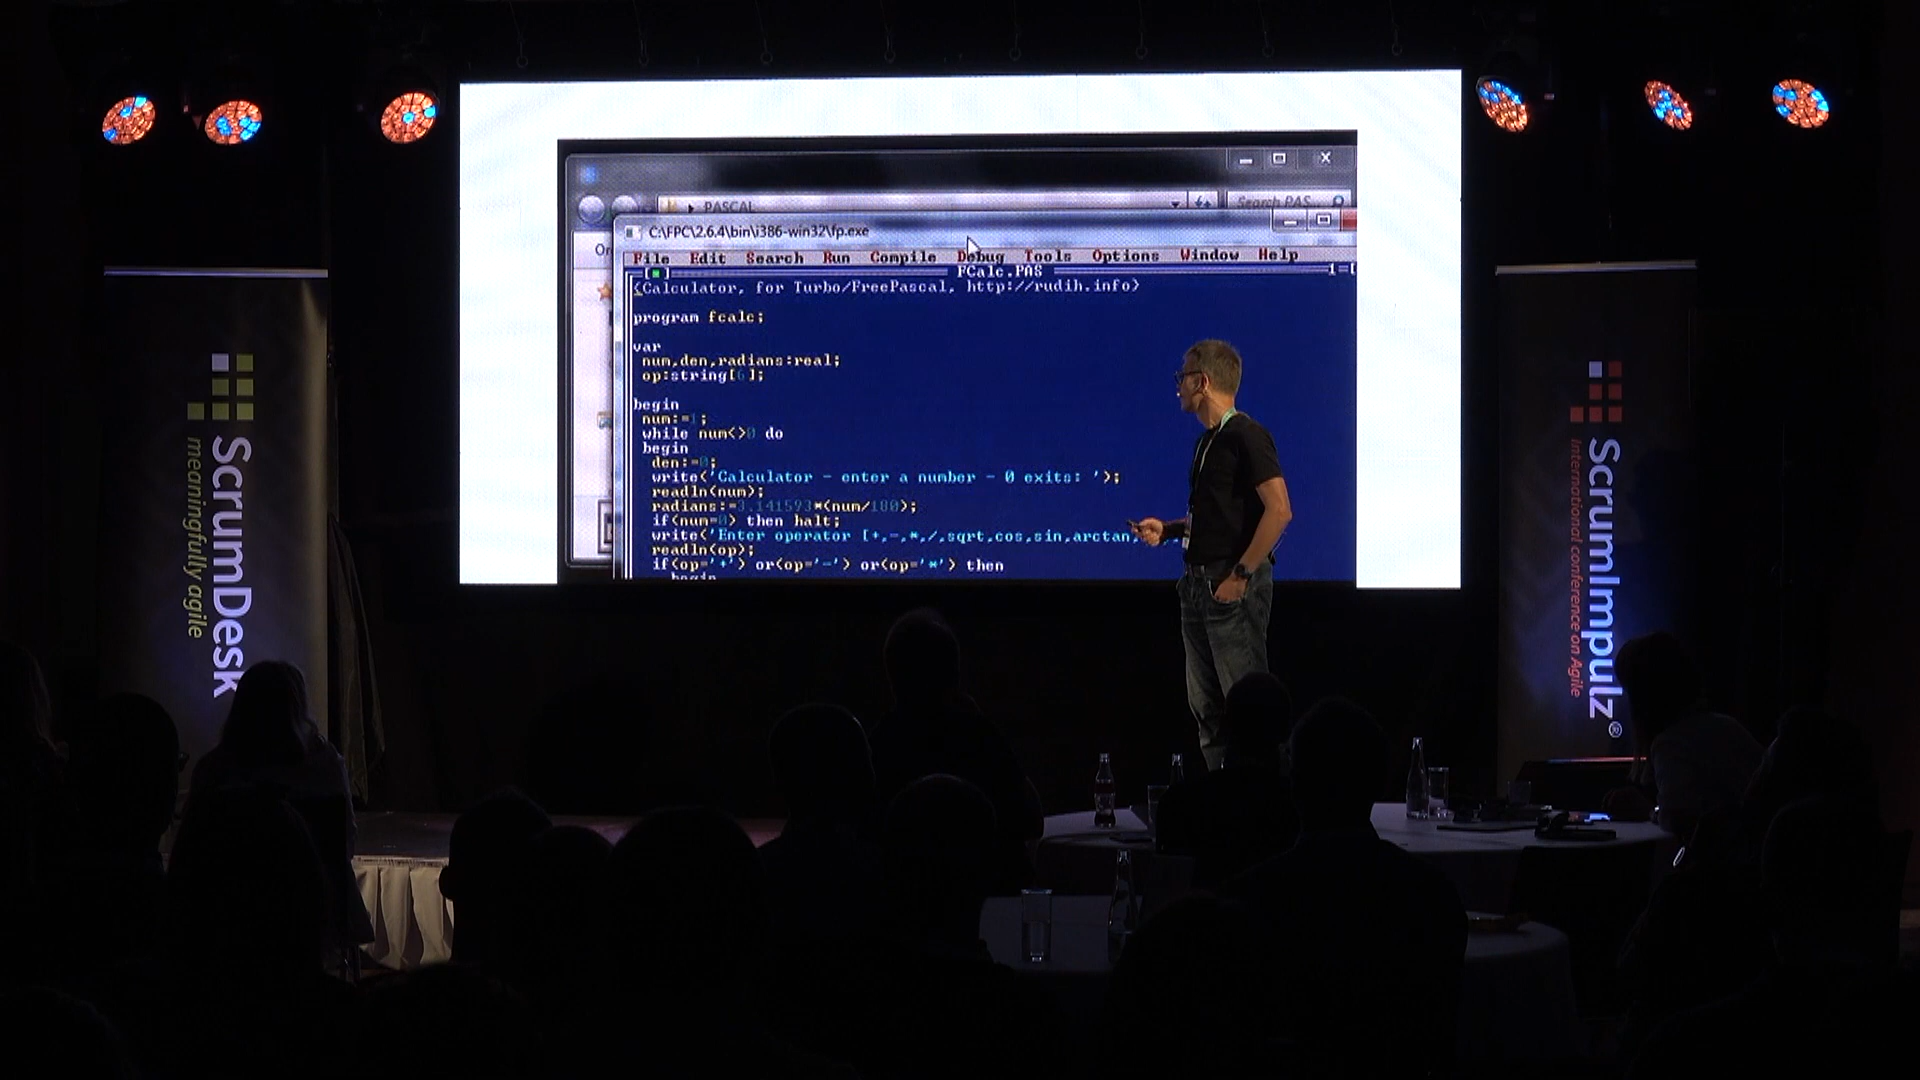 PASCAL
Search PAS...
C:\FPC\2.6.4\bin\i386-win32\fp.exe
File Edit Search Run Compile Debug Tools Options Window Help
FCalc.PAS
{Calculator, for Turbo/FreePascal, http://rudih.info}
program fcalc;
var
num,den,radians:real;
op:string[6];
begin
num:=1;
while num<>0 do
begin
den:=0;
write('Calculator - enter a number - 0 exits: ');
readln(num);
radians:=3.141593*(num/180);
if(num=0) then halt;
write('Enter operator [+,-,*,/,sqrt,cos,sin,arctan,
readln(op);
if(op='+') or(op='-') or(op='*') then
begin
ScrumDesk
meaningfully agile
ScrumImpulz®
International conference on Agile